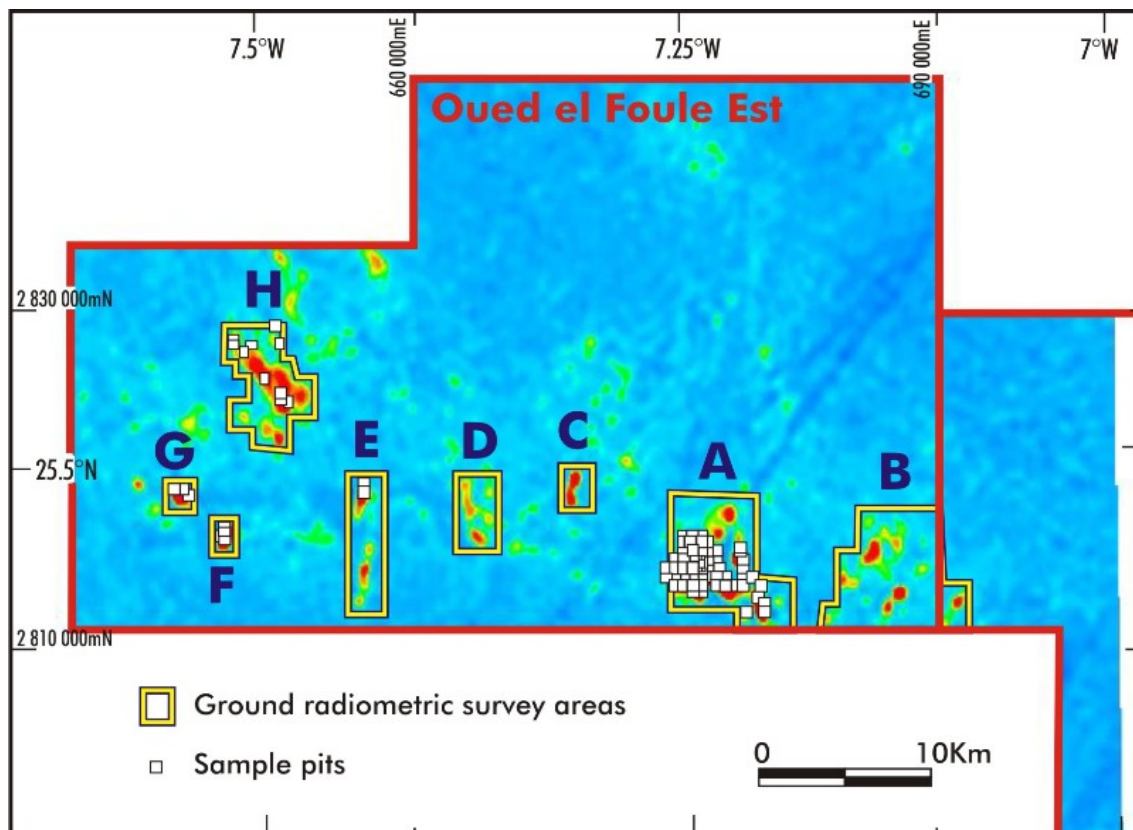 7.5°W
660 000mE
7.25°W
690 000mE
7°W
Oued el Foule Est
2 830 000mN
H
G
E
D
C
A
B
25.5°N
F
2 810 000mN
Ground radiometric survey areas
Sample pits
0
10Km